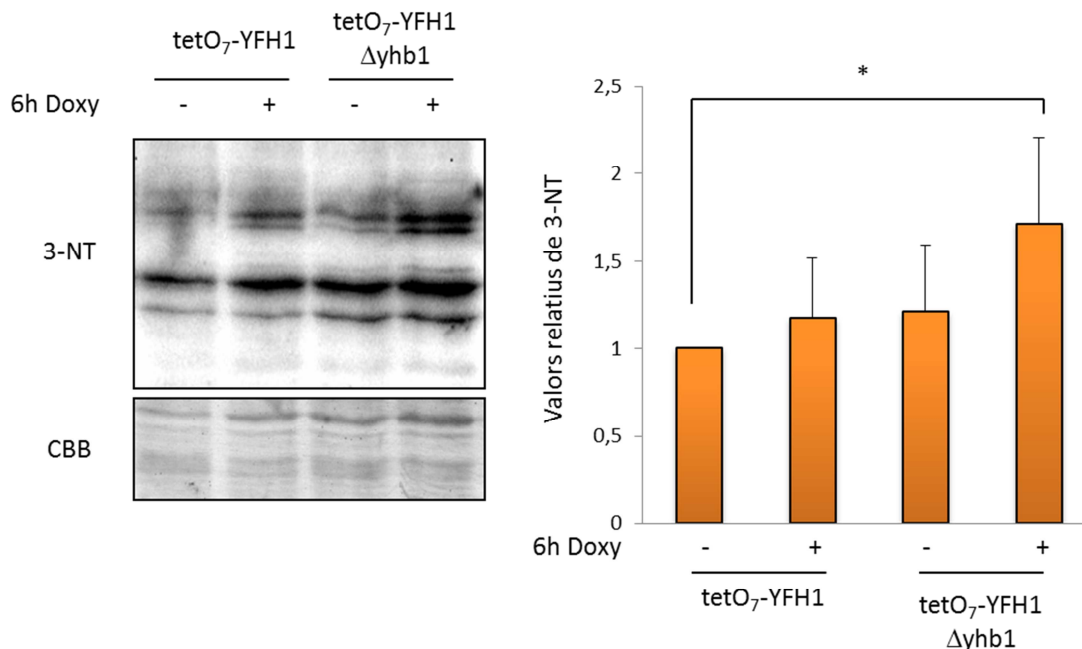 tetO₇-YFH1
tetO₇-YFH1
Δyhb1
6h Doxy - + - +
3-NT
CBB
*
Valors relatius de 3-NT
2,5
2
1,5
1
0,5
0
6h Doxy - + - +
tetO₇-YFH1
tetO₇-YFH1
Δyhb1